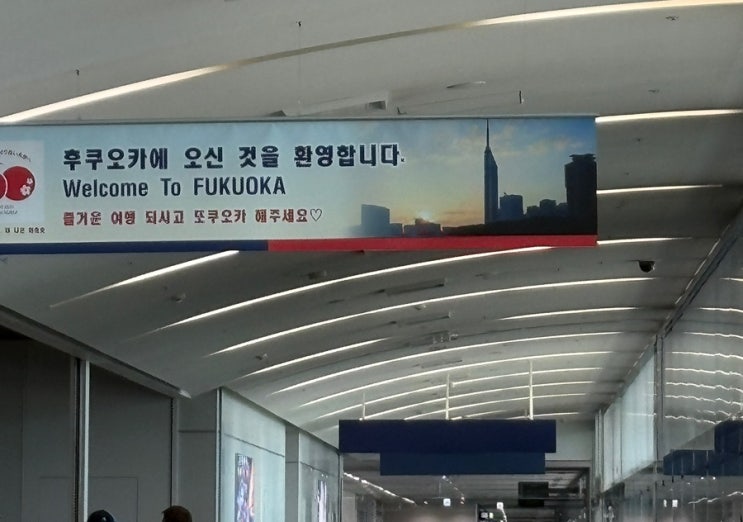 후쿠오카에 오신 것을 환영합니다.
Welcome To FUKUOKA
즐거운 여행 되시고 또쿠오카 해주세요♡